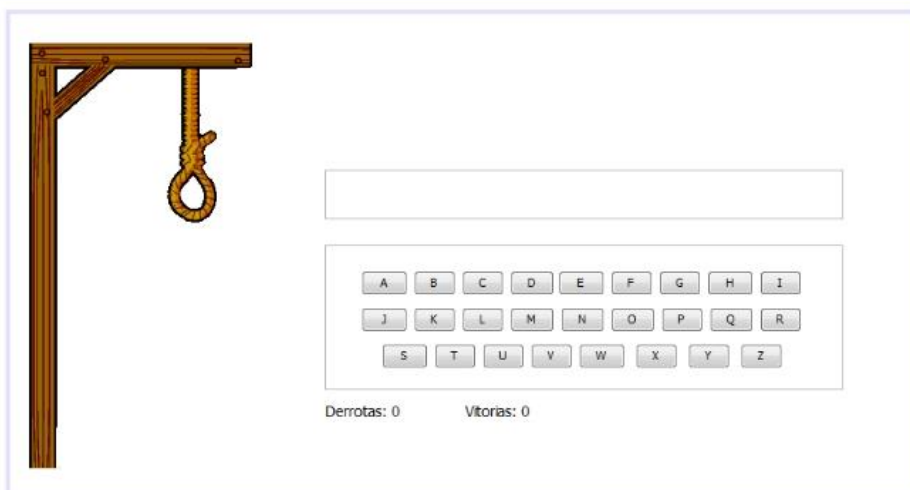 A B C D E F G H I
J K L M N O P Q R
S T U V W X Y Z
Derrotas: 0 Vitorias: 0